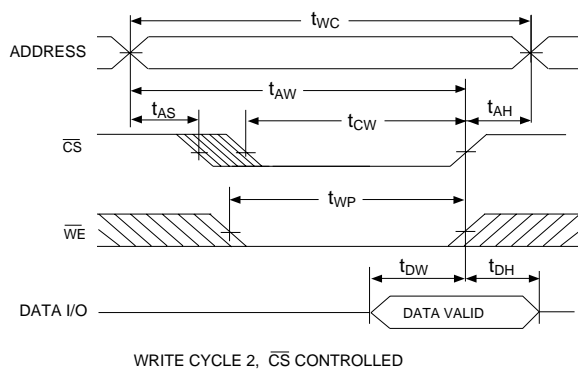 tWC
ADDRESS
tAW
tAS
tCW
tAH
CS
tWP
WE
tDW
tDH
DATA I/O
DATA VALID
WRITE CYCLE 2, CS CONTROLLED